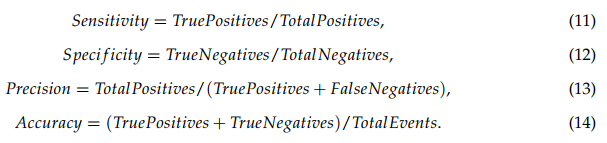 Sensitivity = TruePositives/TotalPositives, (11)
Specificity = TrueNegatives/TotalNegatives, (12)
Precision = TotalPositives/(TruePositives + FalseNegatives), (13)
Accuracy = (TruePositives + TrueNegatives)/TotalEvents. (14)